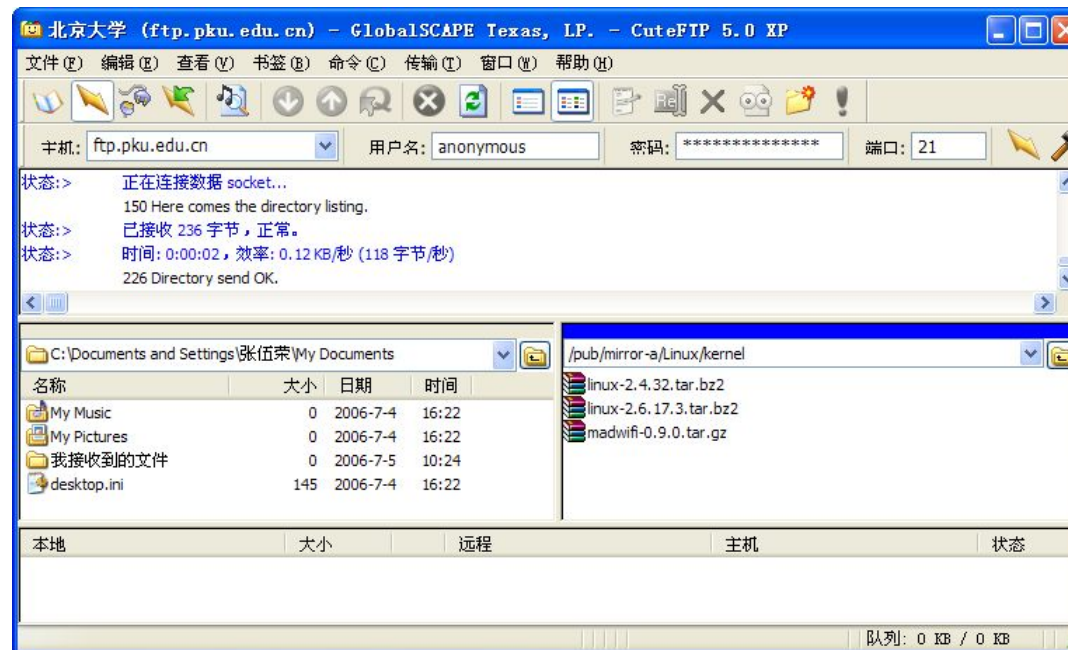 北京大学 (ftp.pku.edu.cn) - GlobalSCAPE Texas, LP. - CuteFTP 5.0 XP
文件(F) 编辑(E) 查看(V) 书签(B) 命令(C) 传输(T) 窗口(W) 帮助(H)
主机: ftp.pku.edu.cn 用户名: anonymous 密码: ************** 端口: 21
状态:> 正在连接数据 socket...
150 Here comes the directory listing.
状态:> 已接收 236 字节，正常。
状态:> 时间: 0:00:02，效率: 0.12 KB/秒 (118 字节/秒)
226 Directory send OK.
C:\Documents and Settings\张伍荣\My Documents
名称 大小 日期 时间
My Music 0 2006-7-4 16:22
My Pictures 0 2006-7-4 16:22
我接收到的文件 0 2006-7-5 10:24
desktop.ini 145 2006-7-4 16:22
/pub/mirror-a/Linux/kernel
linux-2.4.32.tar.bz2
linux-2.6.17.3.tar.bz2
madwifi-0.9.0.tar.gz
本地 大小 远程 主机 状态
队列: 0 KB / 0 KB